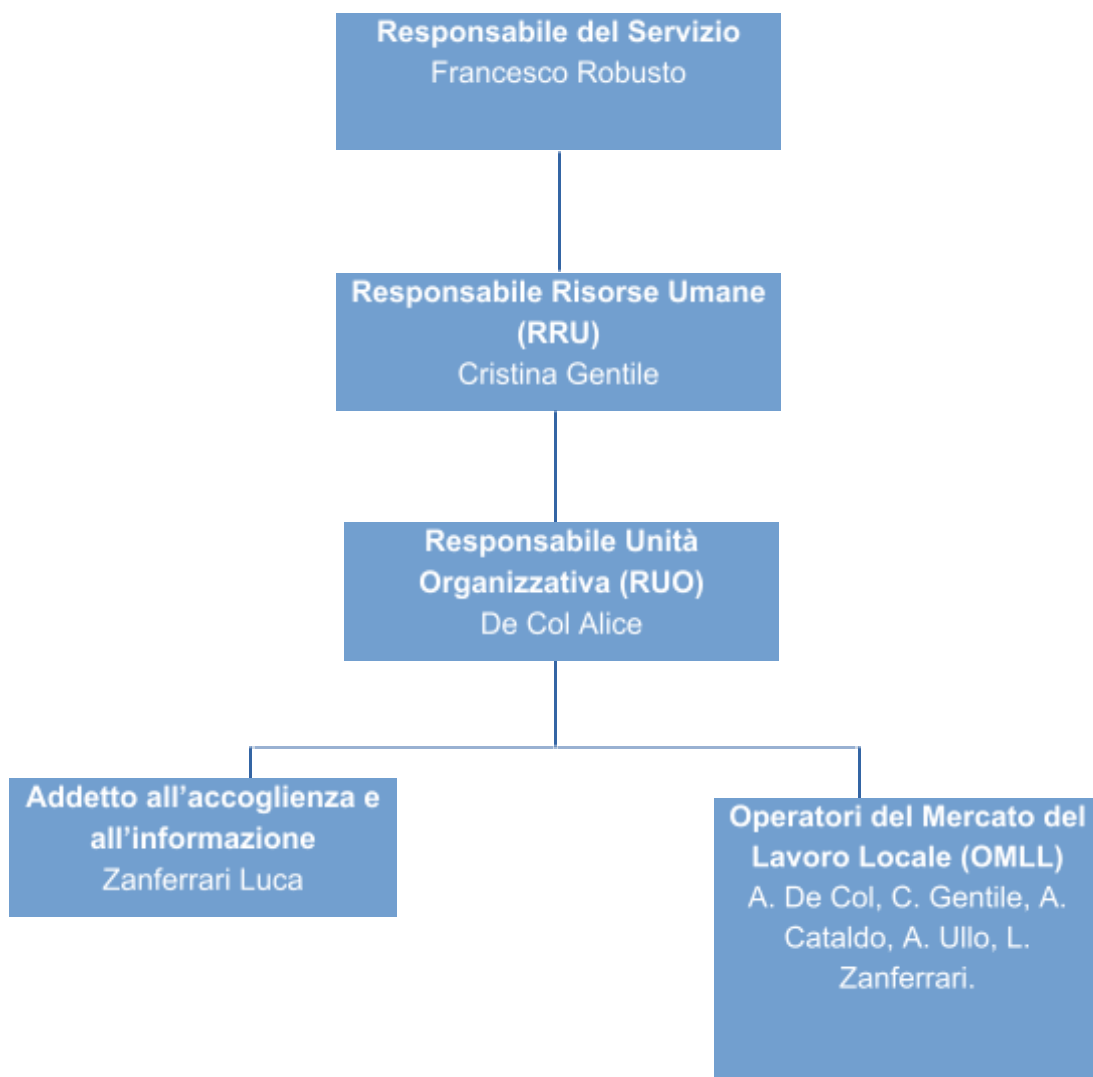 Responsabile del Servizio
Francesco Robusto
Responsabile Risorse Umane
(RRU)
Cristina Gentile
Responsabile Unità
Organizzativa (RUO)
De Col Alice
Addetto all’accoglienza e
all’informazione
Zanferrari Luca
Operatori del Mercato del
Lavoro Locale (OMLL)
A. De Col, C. Gentile, A.
Cataldo, A. Ullo, L.
Zanferrari.